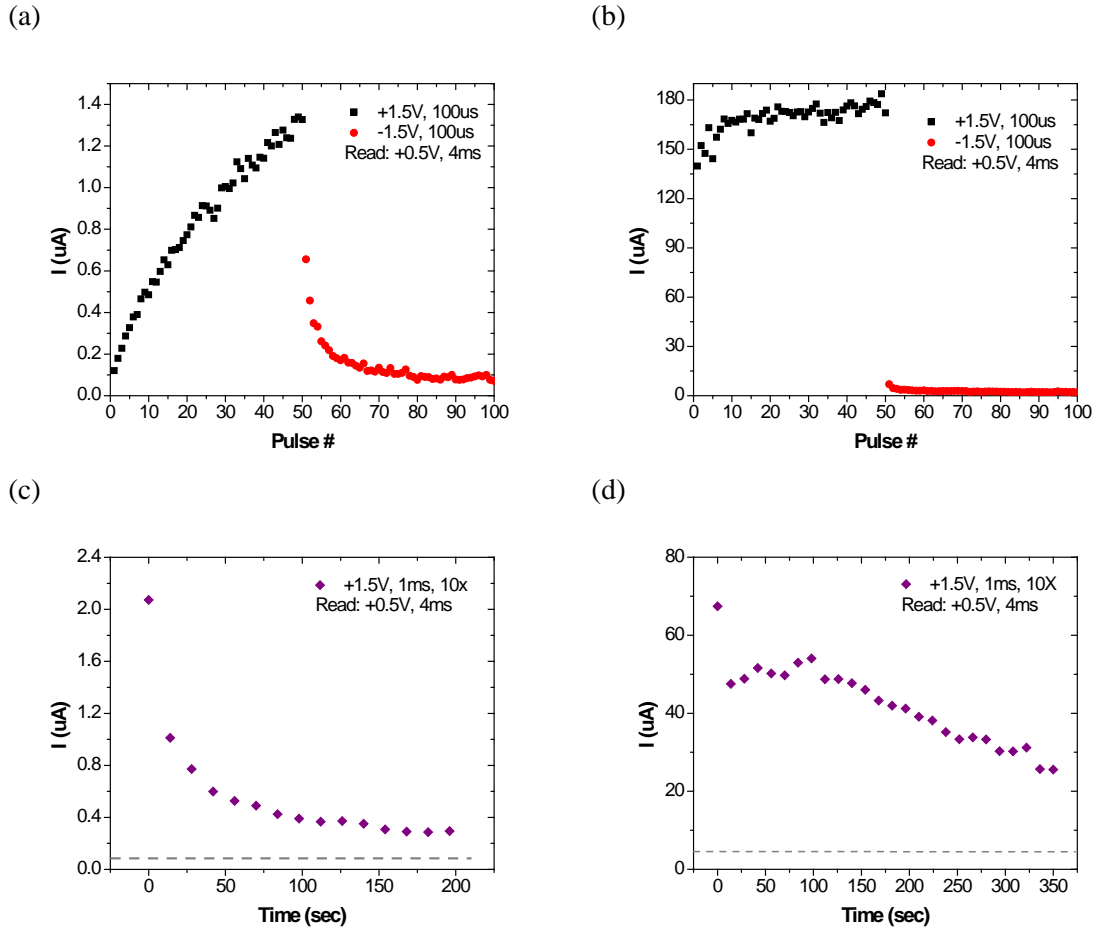 (a)
1.4
1.2
1.0
0.8
0.6
0.4
0.2
0.0
I (uA)
+1.5V, 100us
-1.5V, 100us
Read: +0.5V, 4ms
0 10 20 30 40 50 60 70 80 90 100
Pulse #
(b)
180
150
120
90
60
30
0
I (uA)
+1.5V, 100us
-1.5V, 100us
Read: +0.5V, 4ms
0 10 20 30 40 50 60 70 80 90 100
Pulse #
(c)
2.4
2.0
1.6
1.2
0.8
0.4
0.0
I (uA)
+1.5V, 1ms, 10x
Read: +0.5V, 4ms
0 50 100 150 200
Time (sec)
(d)
80
60
40
20
0
I (uA)
+1.5V, 1ms, 10X
Read: +0.5V, 4ms
0 50 100 150 200 250 300 350
Time (sec)